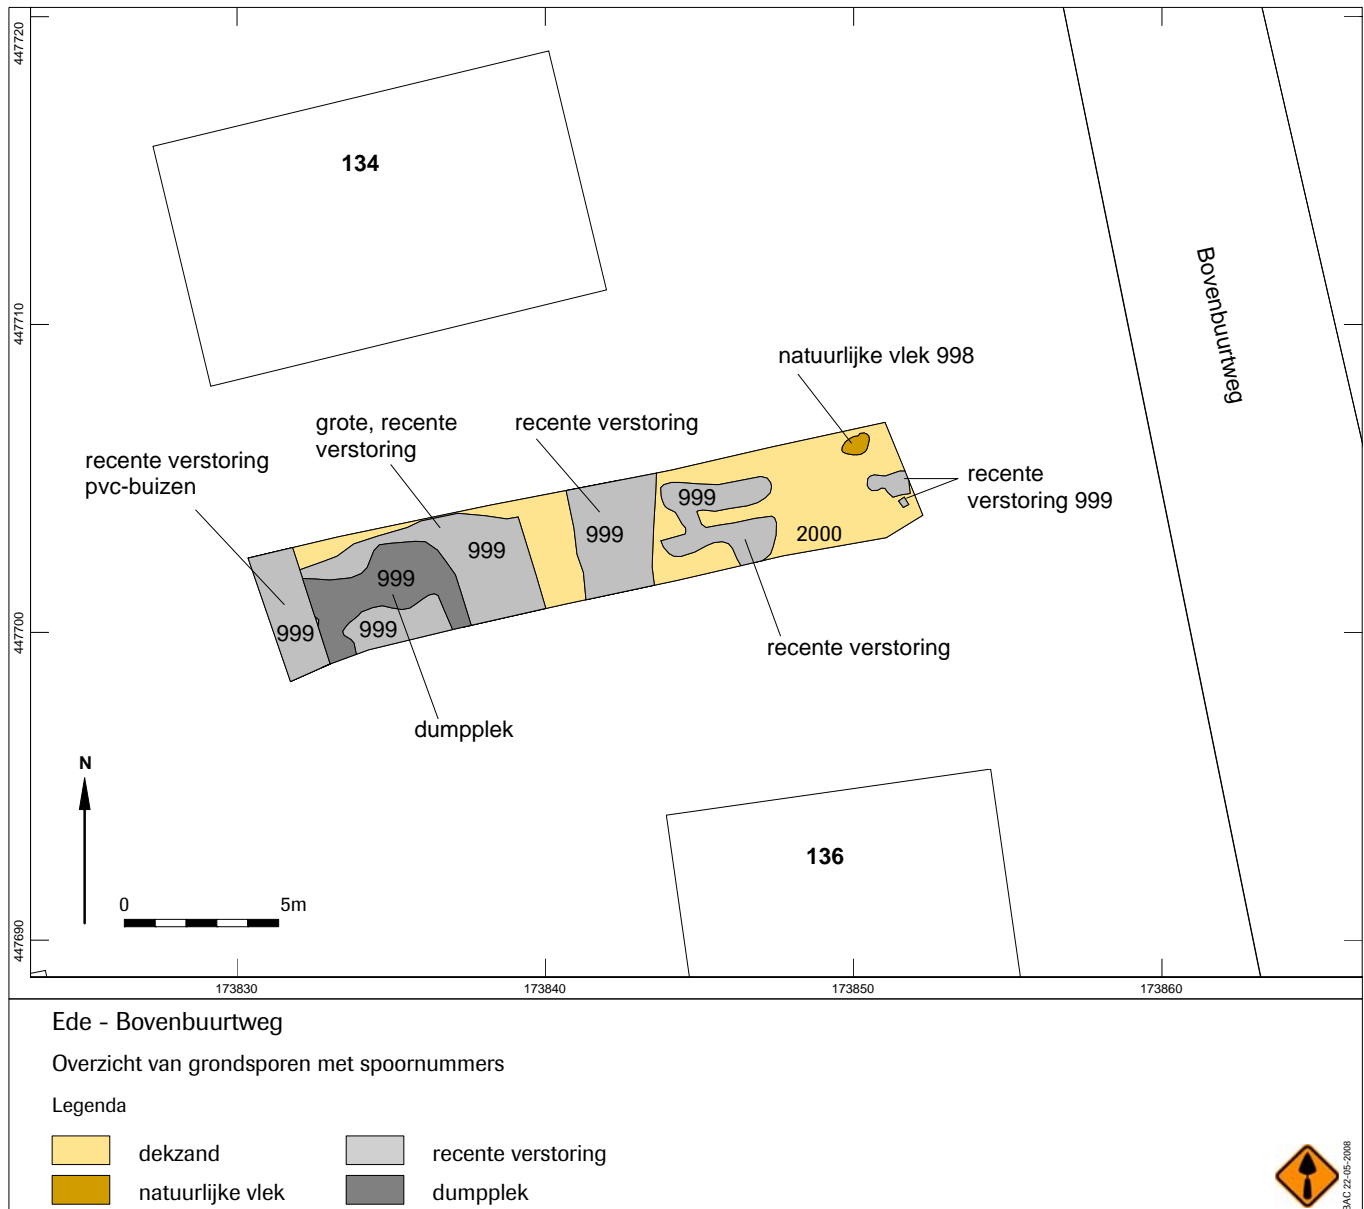 447720
134
Bovenbuurtweg
447710
natuurlijke vlek 998
grote, recente
verstoring
recente verstoring
recente verstoring
pvc-buizen
recente
verstoring 999
999
999
999
2000
999
999
999
447700
recente verstoring
dumpplek
N
136
0
5m
447690
173830
173840
173850
173860
Ede - Bovenbuurtweg
Overzicht van grondsporen met spoornummers
Legenda
dekzand
recente verstoring
natuurlijke vlek
dumpplek
BAC 22-05-2008